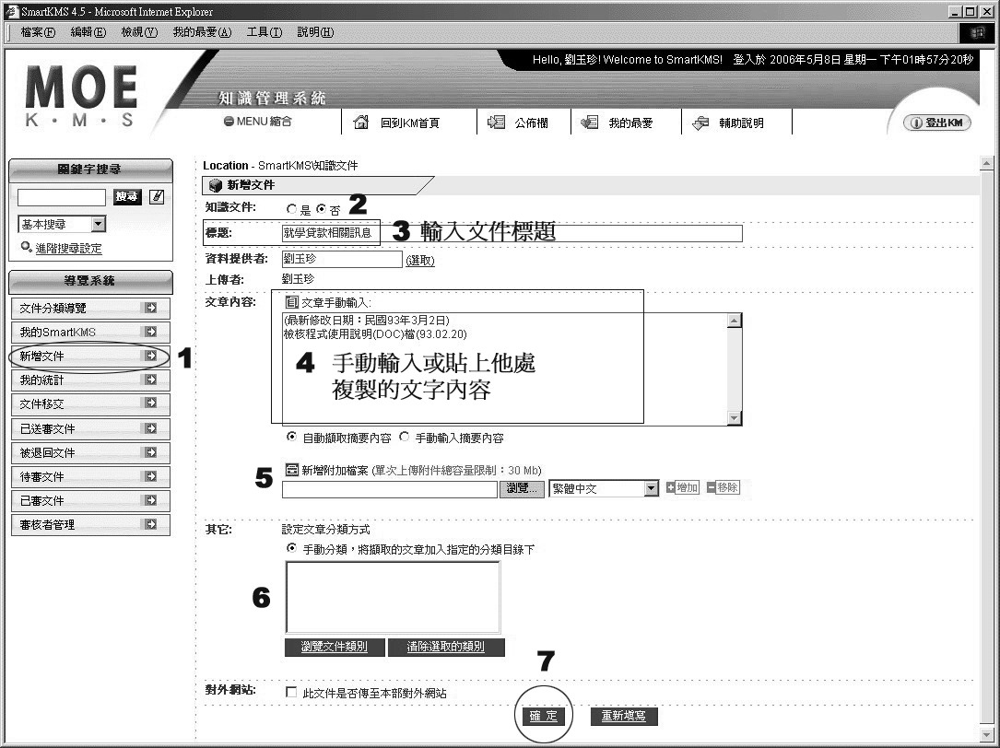 SmartKMS 4.5 - Microsoft Internet Explorer
檔案(F) 編輯(E) 檢視(V) 我的最愛(A) 工具(T) 說明(H)
Hello, 劉玉珍! Welcome to SmartKMS! 登入於 2006年5月8日 星期一 下午01時57分20秒
MOE
K·M·S
知識管理系統
MENU 縮合 回到KM首頁 公佈欄 我的最愛 輔助說明 登出KM
關鍵字搜尋
搜尋
基本搜尋
進階搜尋設定
導覽系統
文件分類導覽
我的SmartKMS
新增文件 1
我的統計
文件移交
已送審文件
被退回文件
待審文件
已審文件
審核者管理
Location - SmartKMS\知識文件
新增文件
知識文件: 是 否 2
標題: 就學貸款相關訊息 3 輸入文件標題
資料提供者: 劉玉珍 (選取)
上傳者: 劉玉珍
文章內容: 文章手動輸入:
(最新修改日期：民國93年3月2日)
檢核程式使用說明(DOC)檔(93.02.20)
4 手動輸入或貼上他處
複製的文字內容
自動擷取摘要內容 手動輸入摘要內容
5 新增附加檔案 (單次上傳附件總容量限制：30 Mb)
瀏覽... 繁體中文 增加 移除
其它: 設定文章分類方式
手動分類，將擷取的文章加入指定的分類目錄下
6
瀏覽文件類別 清除選取的類別
7
對外網站: 此文件是否傳至本部對外網站
確 定 重新填寫